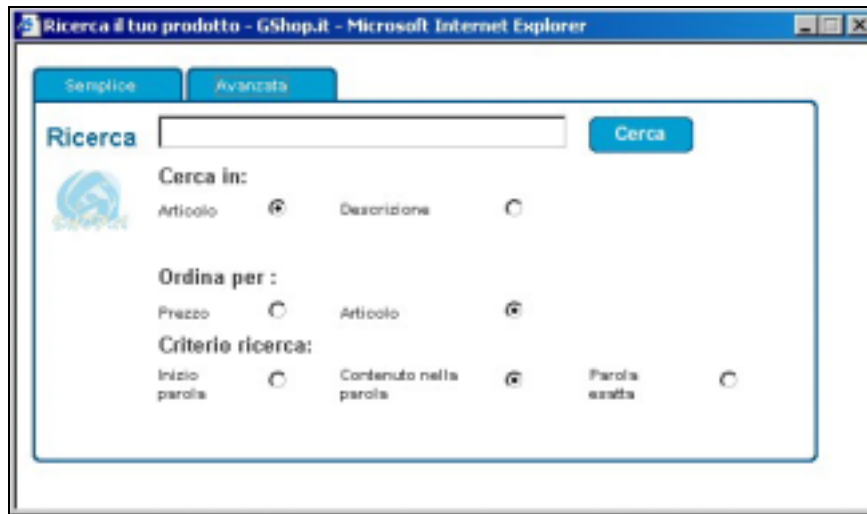 Ricerca il tuo prodotto - GShop.it - Microsoft Internet Explorer
Semplice Avanzata
Ricerca Cerca
Cerca in:
Articolo Descrizione
Ordina per :
Prezzo Articolo
Criterio ricerca:
Inizio Contenuto nella Parola
parola parola esatta